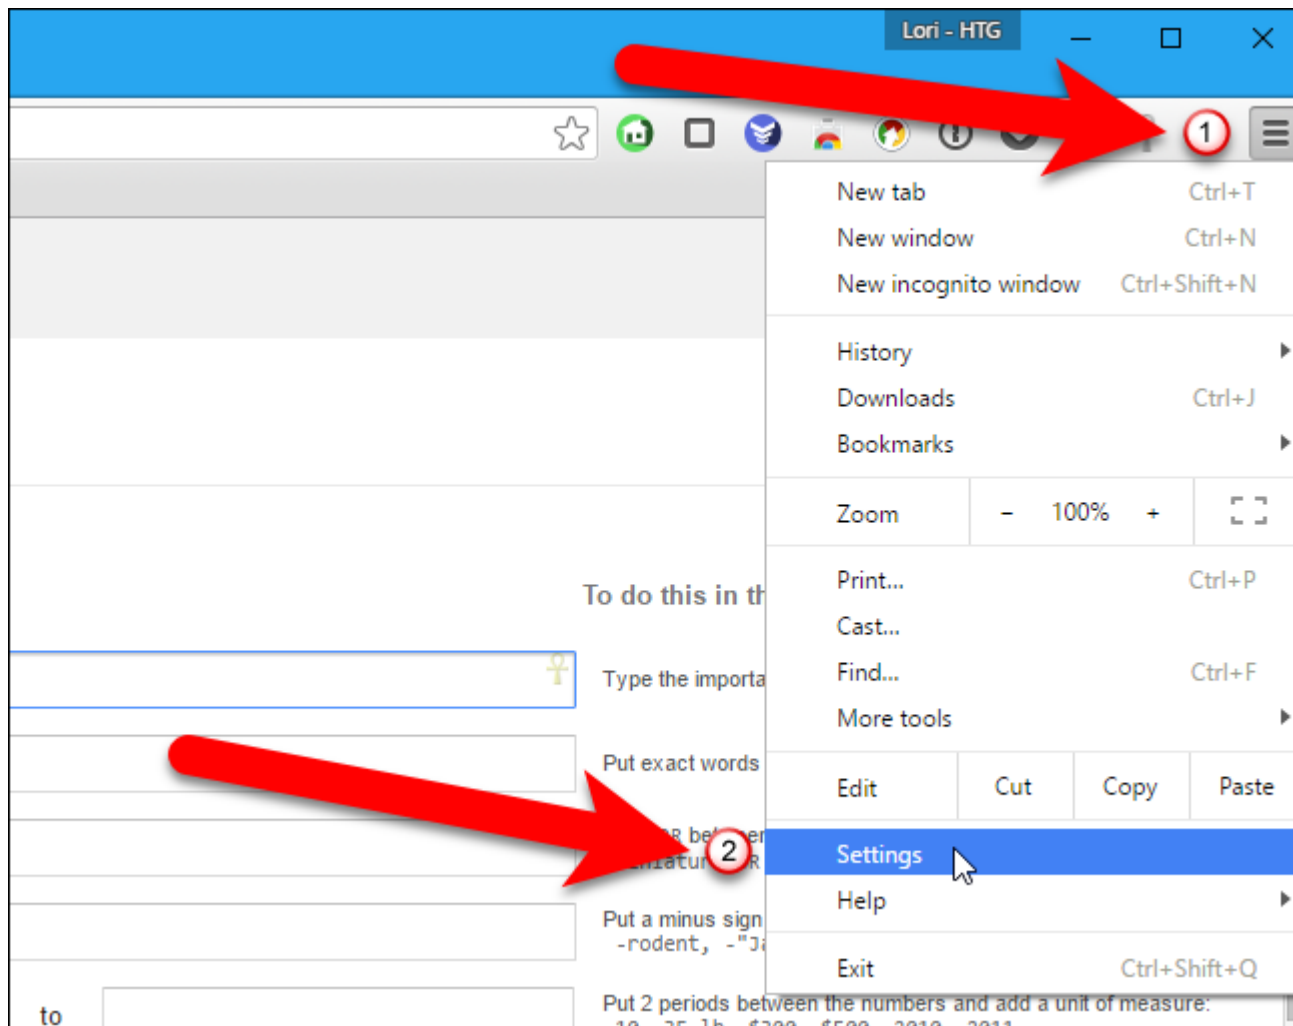 Lori - HTG
1
New tab Ctrl+T
New window Ctrl+N
New incognito window Ctrl+Shift+N
History
Downloads Ctrl+J
Bookmarks
Zoom - 100% +
To do this in th
Print... Ctrl+P
Cast...
Type the importa
Find... Ctrl+F
More tools
Put exact words
Edit Cut Copy Paste
2
Settings
Help
Put a minus sign
-rodent, -"Ja
Exit Ctrl+Shift+Q
to
Put 2 periods between the numbers and add a unit of measure: